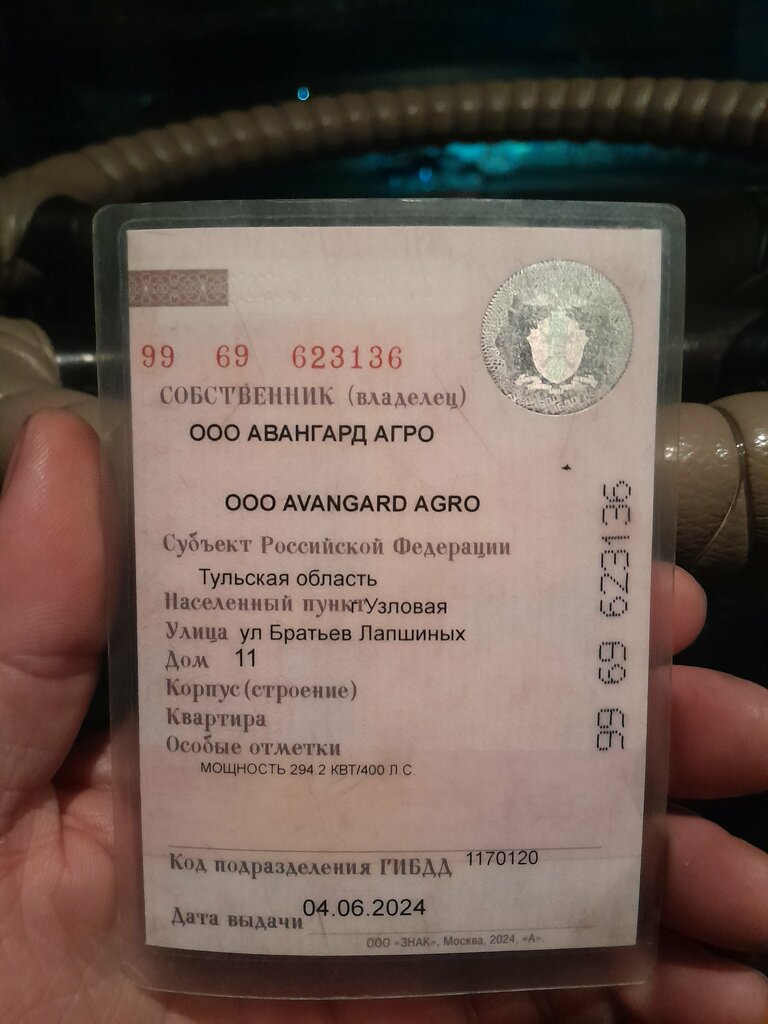 99 69 623136
СОБСТВЕННИК (владелец)
ООО АВАНГАРД АГРО
ООО AVANGARD AGRO
Субъект Российской Федерации
Тульская область
Населенный пункт г Узловая
Улица ул Братьев Лапшиных
Дом 11
Корпус (строение)
Квартира
Особые отметки
МОЩНОСТЬ 294.2 КВТ/400 Л.С.
Код подразделения ГИБДД 1170120
Дата выдачи 04.06.2024
ООО «ЗНАК», Москва, 2024, «А».
99 69 623136